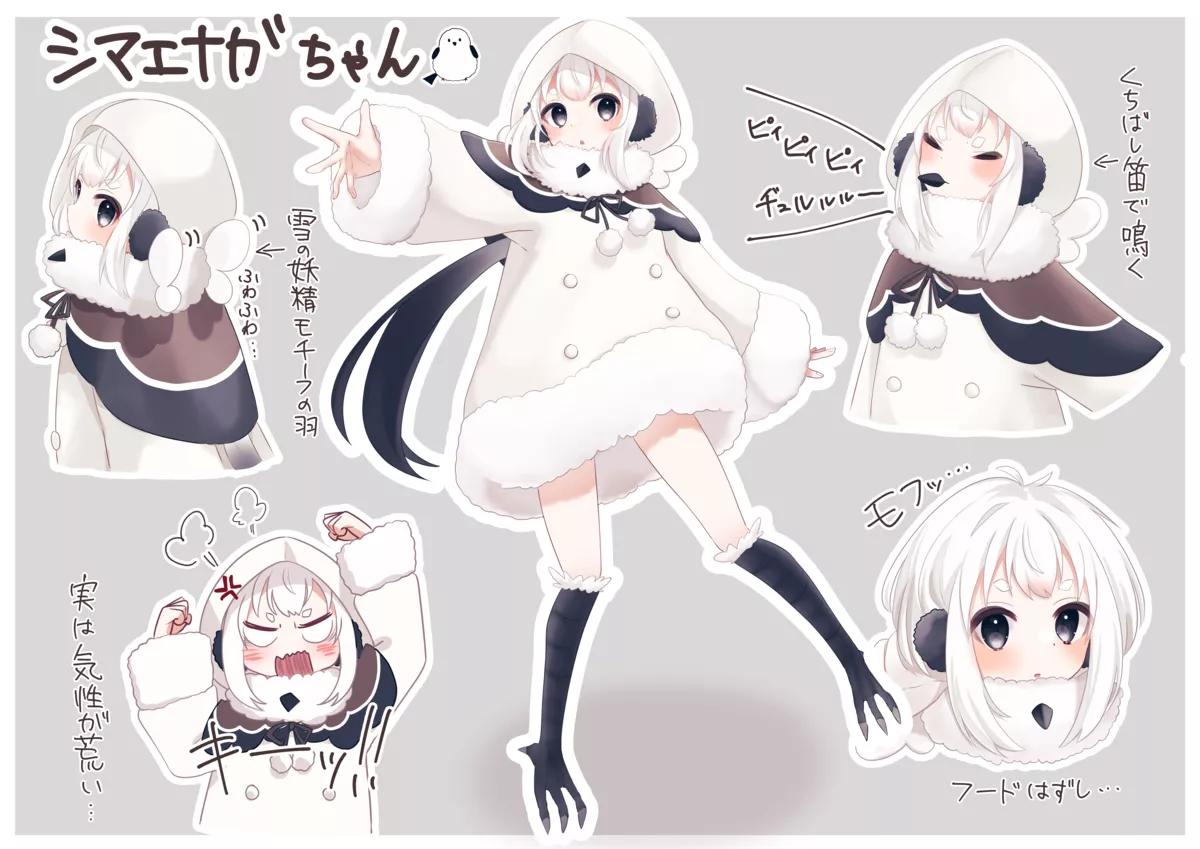 シマエナガちゃん
雪の妖精モチーフの羽
ふわふわ…
ピィピィピィ
ヂュルルルー
くちばし笛で鳴く
実は気性が荒い…
キーッ!!
モフッ…
フードはずし…